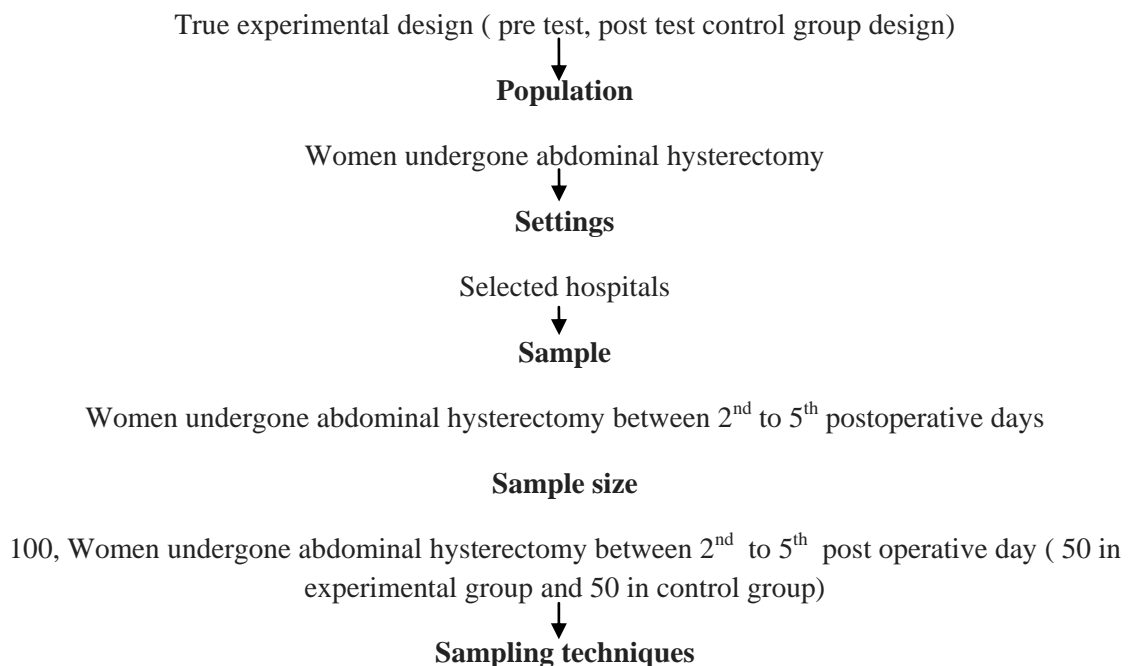 True experimental design ( pre test, post test control group design)
Population
Women undergone abdominal hysterectomy
Settings
Selected hospitals
Sample
Women undergone abdominal hysterectomy between 2nd to 5th postoperative days
Sample size
100, Women undergone abdominal hysterectomy between 2nd to 5th post operative day ( 50 in
experimental group and 50 in control group)
Sampling techniques